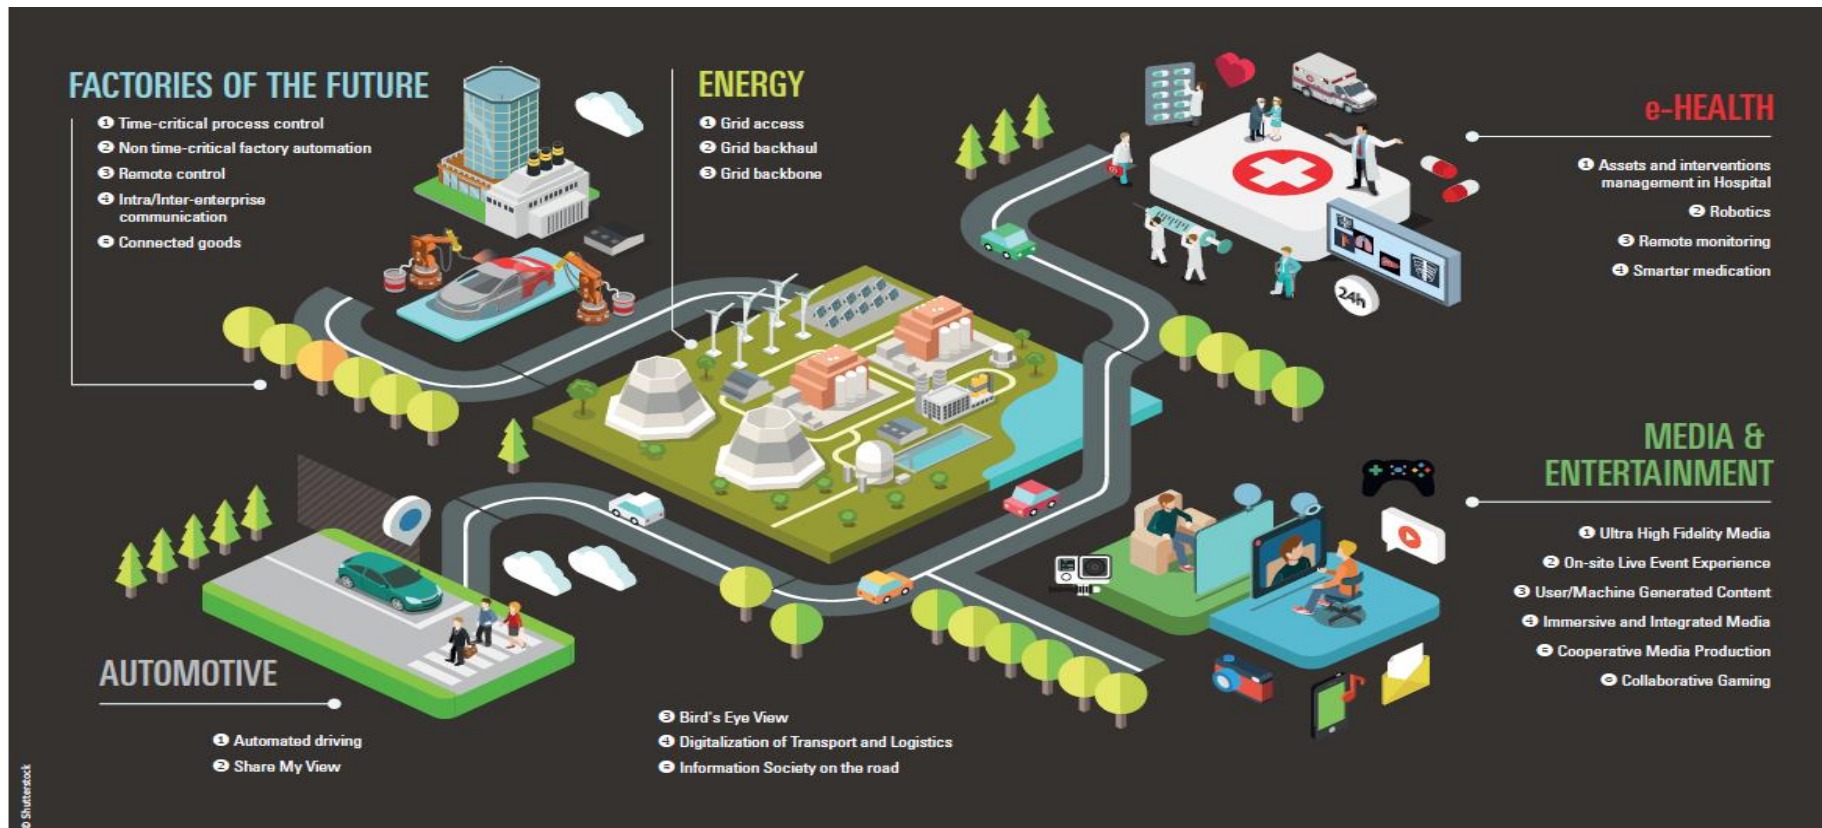 FACTORIES OF THE FUTURE
1 Time-critical process control
2 Non time-critical factory automation
3 Remote control
4 Intra/Inter-enterprise
communication
5 Connected goods
ENERGY
1 Grid access
2 Grid backhaul
3 Grid backbone
e-HEALTH
1 Assets and interventions
management in Hospital
2 Robotics
3 Remote monitoring
4 Smarter medication
24h
MEDIA &
ENTERTAINMENT
1 Ultra High Fidelity Media
2 On-site Live Event Experience
3 User/Machine Generated Content
4 Immersive and Integrated Media
5 Cooperative Media Production
6 Collaborative Gaming
AUTOMOTIVE
1 Automated driving
2 Share My View
3 Bird's Eye View
4 Digitalization of Transport and Logistics
5 Information Society on the road
© Shutterstock